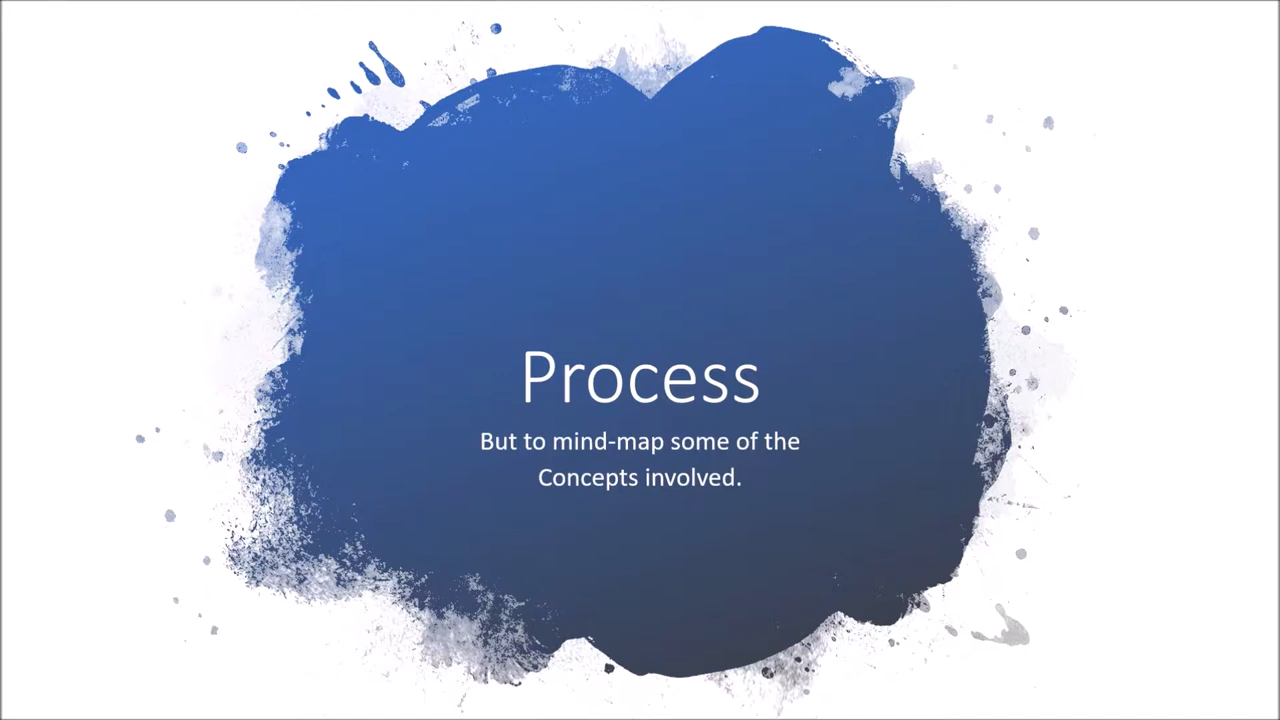 Process
But to mind-map some of the
Concepts involved.